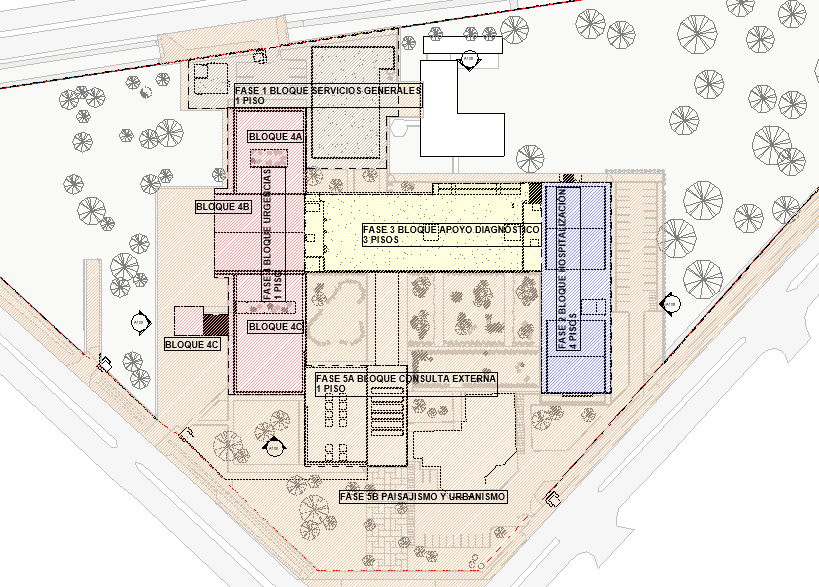 FASE 1 BLOQUE SERVICIOS GENERALES
1 PISO
BLOQUE 4A
BLOQUE 4B
FASE 4 BLOQUE URGENCIAS
1 PISO
FASE 3 BLOQUE APOYO DIAGNOSTICO
3 PISOS
FASE 2 BLOQUE HOSPITALIZACIÓN
4 PISOS
BLOQUE 4C
BLOQUE 4C
FASE 5A BLOQUE CONSULTA EXTERNA
1 PISO
FASE 5B PAISAJISMO Y URBANISMO